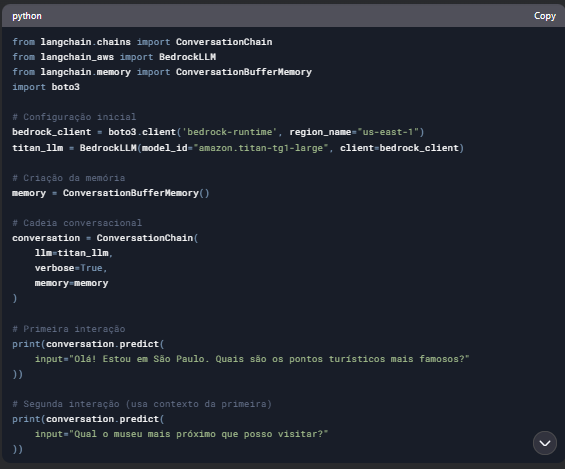 python
Copy
from langchain.chains import ConversationChain
from langchain_aws import BedrockLLM
from langchain.memory import ConversationBufferMemory
import boto3
# Configuração inicial
bedrock_client = boto3.client('bedrock-runtime', region_name="us-east-1")
titan_llm = BedrockLLM(model_id="amazon.titan-tg1-large", client=bedrock_client)
# Criação da memória
memory = ConversationBufferMemory()
# Cadeia conversacional
conversation = ConversationChain(
    llm=titan_llm,
    verbose=True,
    memory=memory
)
# Primeira interação
print(conversation.predict(
    input="Olá! Estou em São Paulo. Quais são os pontos turísticos mais famosos?"
))
# Segunda interação (usa contexto da primeira)
print(conversation.predict(
    input="Qual o museu mais próximo que posso visitar?"
))